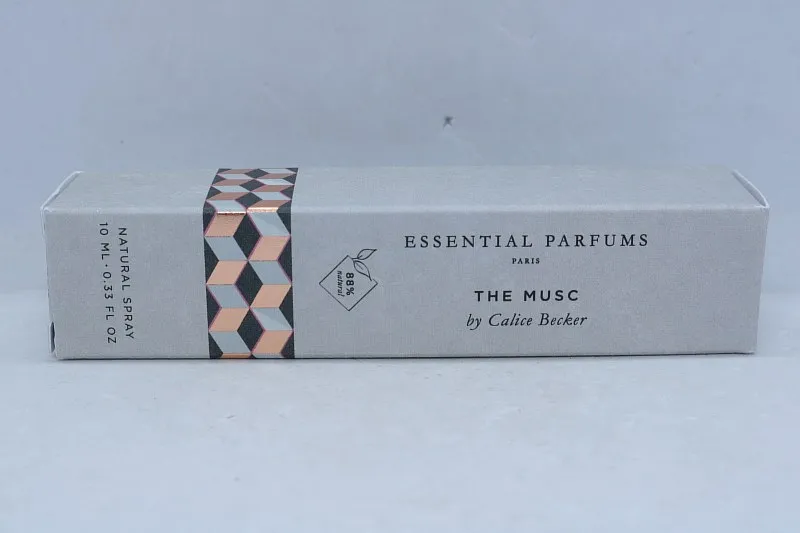 NATURAL SPRAY
10 ML · 0.33 FL OZ
88%
natural
ESSENTIAL PARFUMS
PARIS
THE MUSC
by Calice Becker